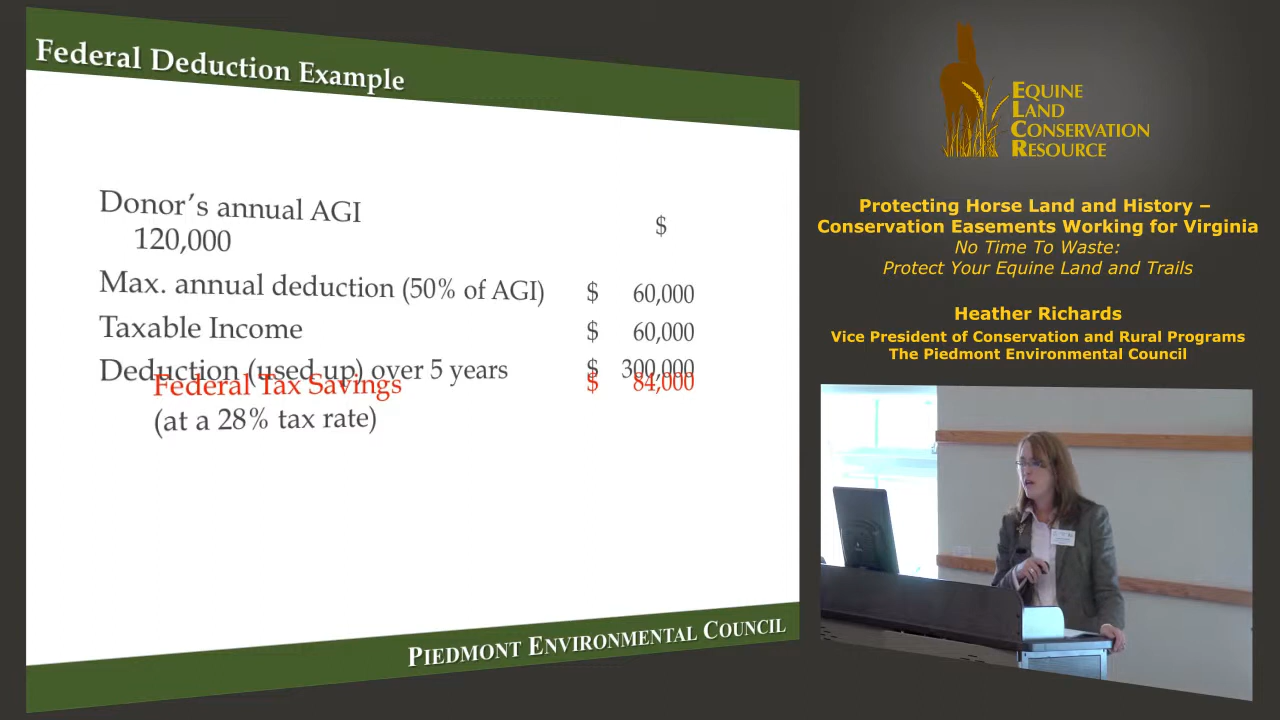 Federal Deduction Example
Donor's annual AGI $
120,000
Max. annual deduction (50% of AGI) $ 60,000
Taxable Income $ 60,000
Deduction (used up) over 5 years $ 300,000
Federal Tax Savings $ 84,000
(at a 28% tax rate)
PIEDMONT ENVIRONMENTAL COUNCIL
EQUINE
LAND
CONSERVATION
RESOURCE
Protecting Horse Land and History –
Conservation Easements Working for Virginia
No Time To Waste:
Protect Your Equine Land and Trails
Heather Richards
Vice President of Conservation and Rural Programs
The Piedmont Environmental Council